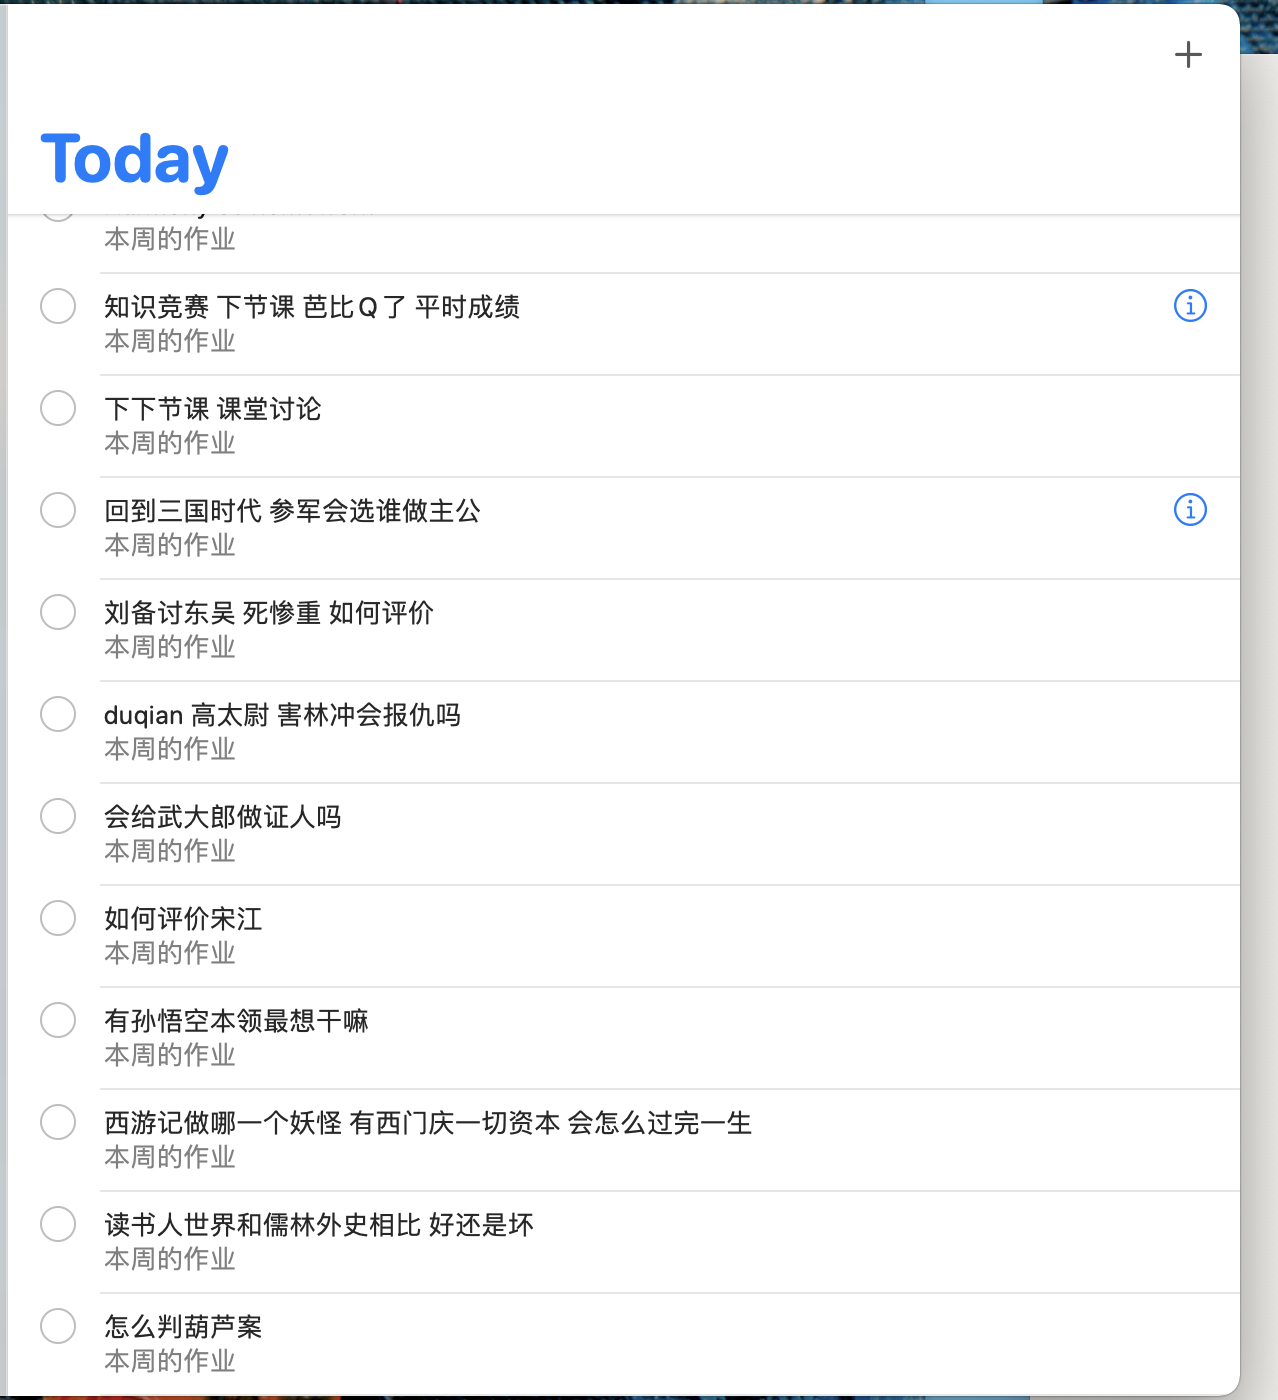 Today
本周的作业
知识竞赛 下节课 芭比Q了 平时成绩
本周的作业
下下节课 课堂讨论
本周的作业
回到三国时代 参军会选谁做主公
本周的作业
刘备讨东吴 死惨重 如何评价
本周的作业
duqian 高太尉 害林冲会报仇吗
本周的作业
会给武大郎做证人吗
本周的作业
如何评价宋江
本周的作业
有孙悟空本领最想干嘛
本周的作业
西游记做哪一个妖怪 有西门庆一切资本 会怎么过完一生
本周的作业
读书人世界和儒林外史相比 好还是坏
本周的作业
怎么判葫芦案
本周的作业